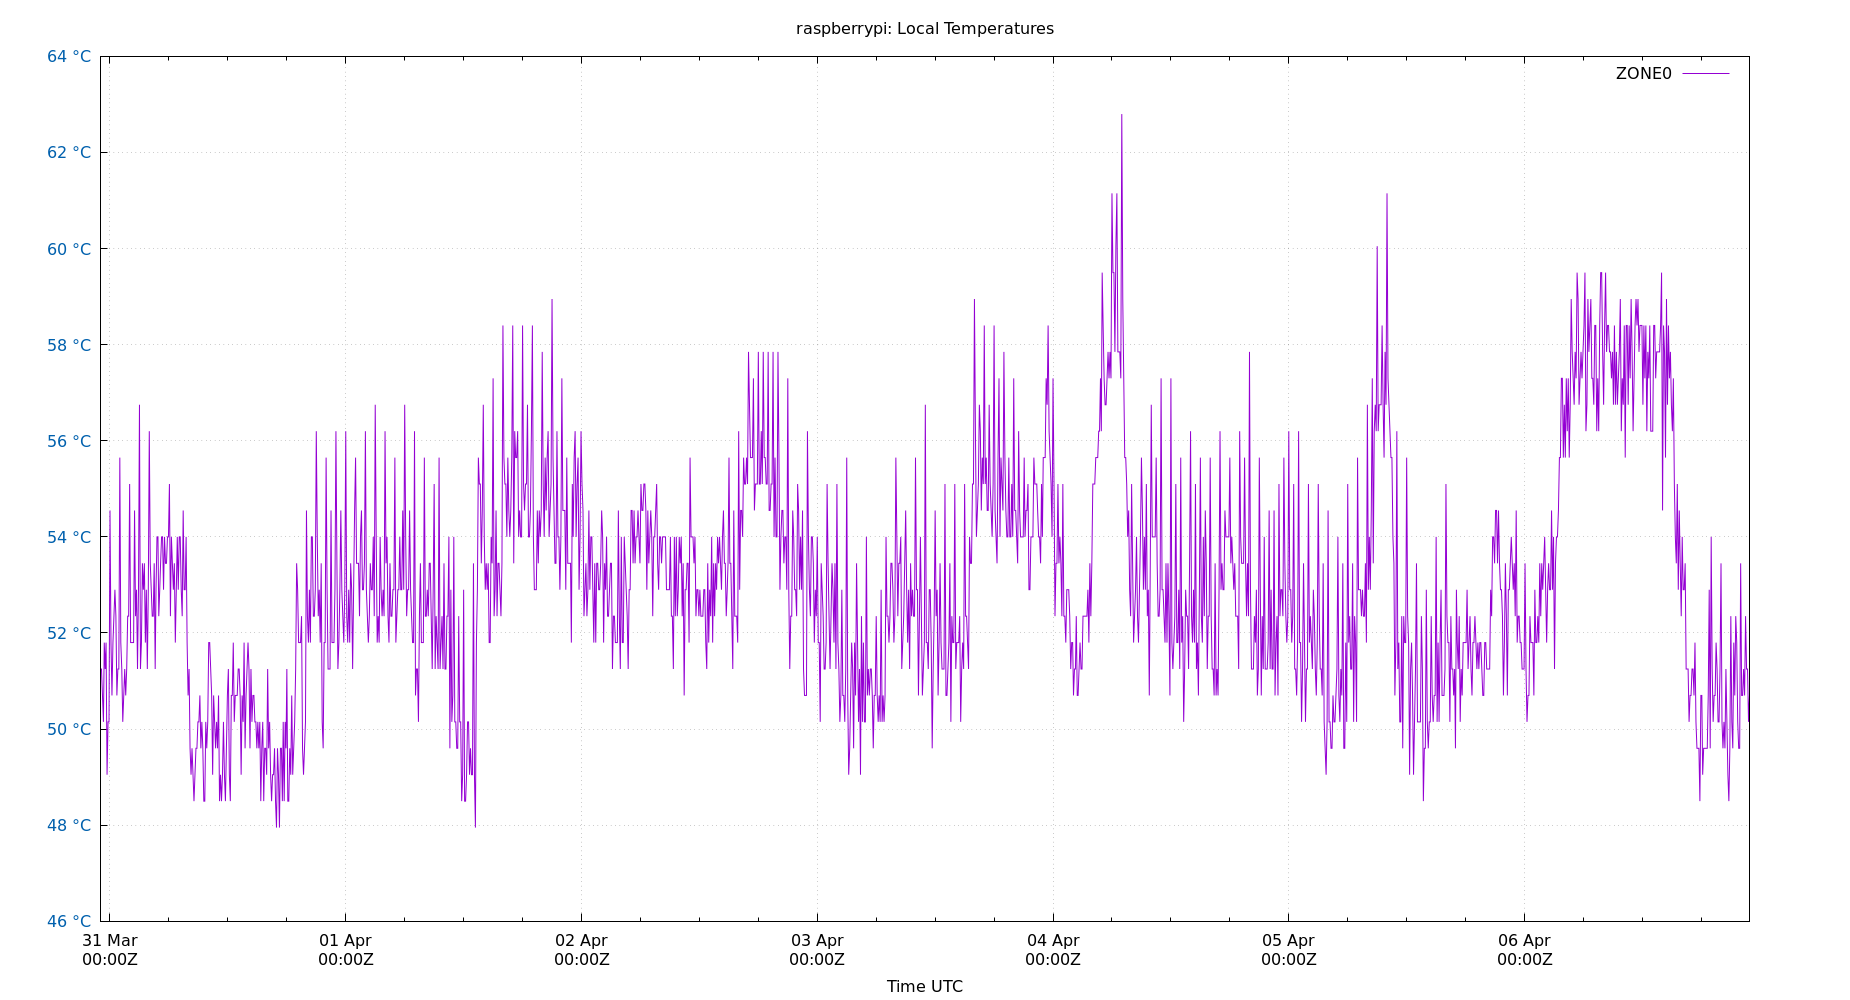 raspberrypi: Local Temperatures
64 °C
ZONE0
62 °C
60 °C
58 °C
56 °C
54 °C
52 °C
50 °C
48 °C
46 °C
31 Mar 01 Apr 02 Apr 03 Apr 04 Apr 05 Apr 06 Apr
00:00Z 00:00Z 00:00Z 00:00Z 00:00Z 00:00Z 00:00Z
Time UTC